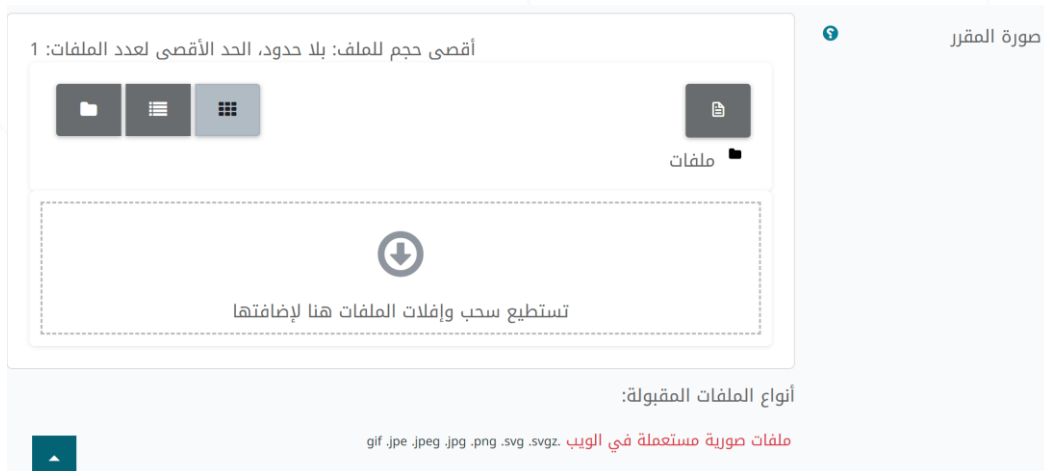 صورة المقرر
أقصى حجم للملف: بلا حدود، الحد الأقصى لعدد الملفات: 1
ملفات
تستطيع سحب وإفلات الملفات هنا لإضافتها
أنواع الملفات المقبولة:
ملفات صورية مستعملة في الويب .gif .jpe .jpeg .jpg .png .svg .svgz